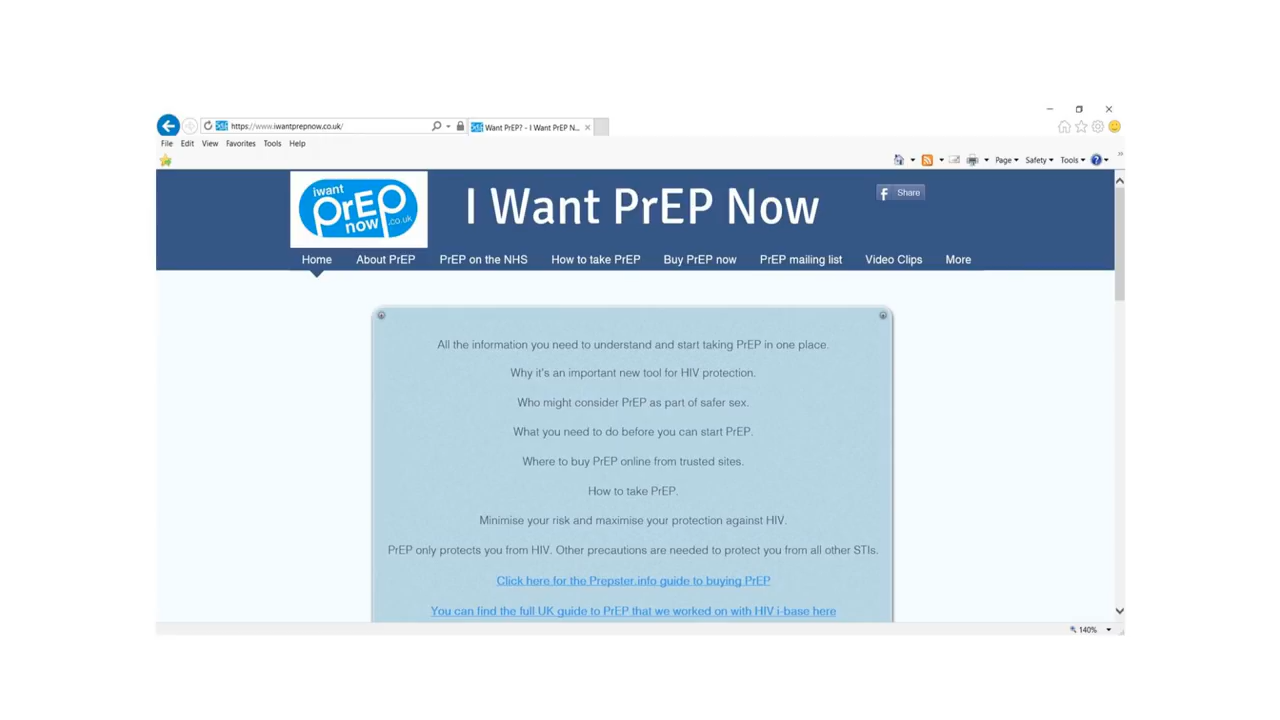 https://www.iwantprepnow.co.uk/
Want PrEP? - I Want PrEP N...
File Edit View Favorites Tools Help
Page Safety Tools
iwant
PrEP
now .co.uk
I Want PrEP Now
Share
Home About PrEP PrEP on the NHS How to take PrEP Buy PrEP now PrEP mailing list Video Clips More
All the information you need to understand and start taking PrEP in one place.
Why it's an important new tool for HIV protection.
Who might consider PrEP as part of safer sex.
What you need to do before you can start PrEP.
Where to buy PrEP online from trusted sites.
How to take PrEP.
Minimise your risk and maximise your protection against HIV.
PrEP only protects you from HIV. Other precautions are needed to protect you from all other STIs.
Click here for the Prepster.info guide to buying PrEP
You can find the full UK guide to PrEP that we worked on with HIV i-base here
140%